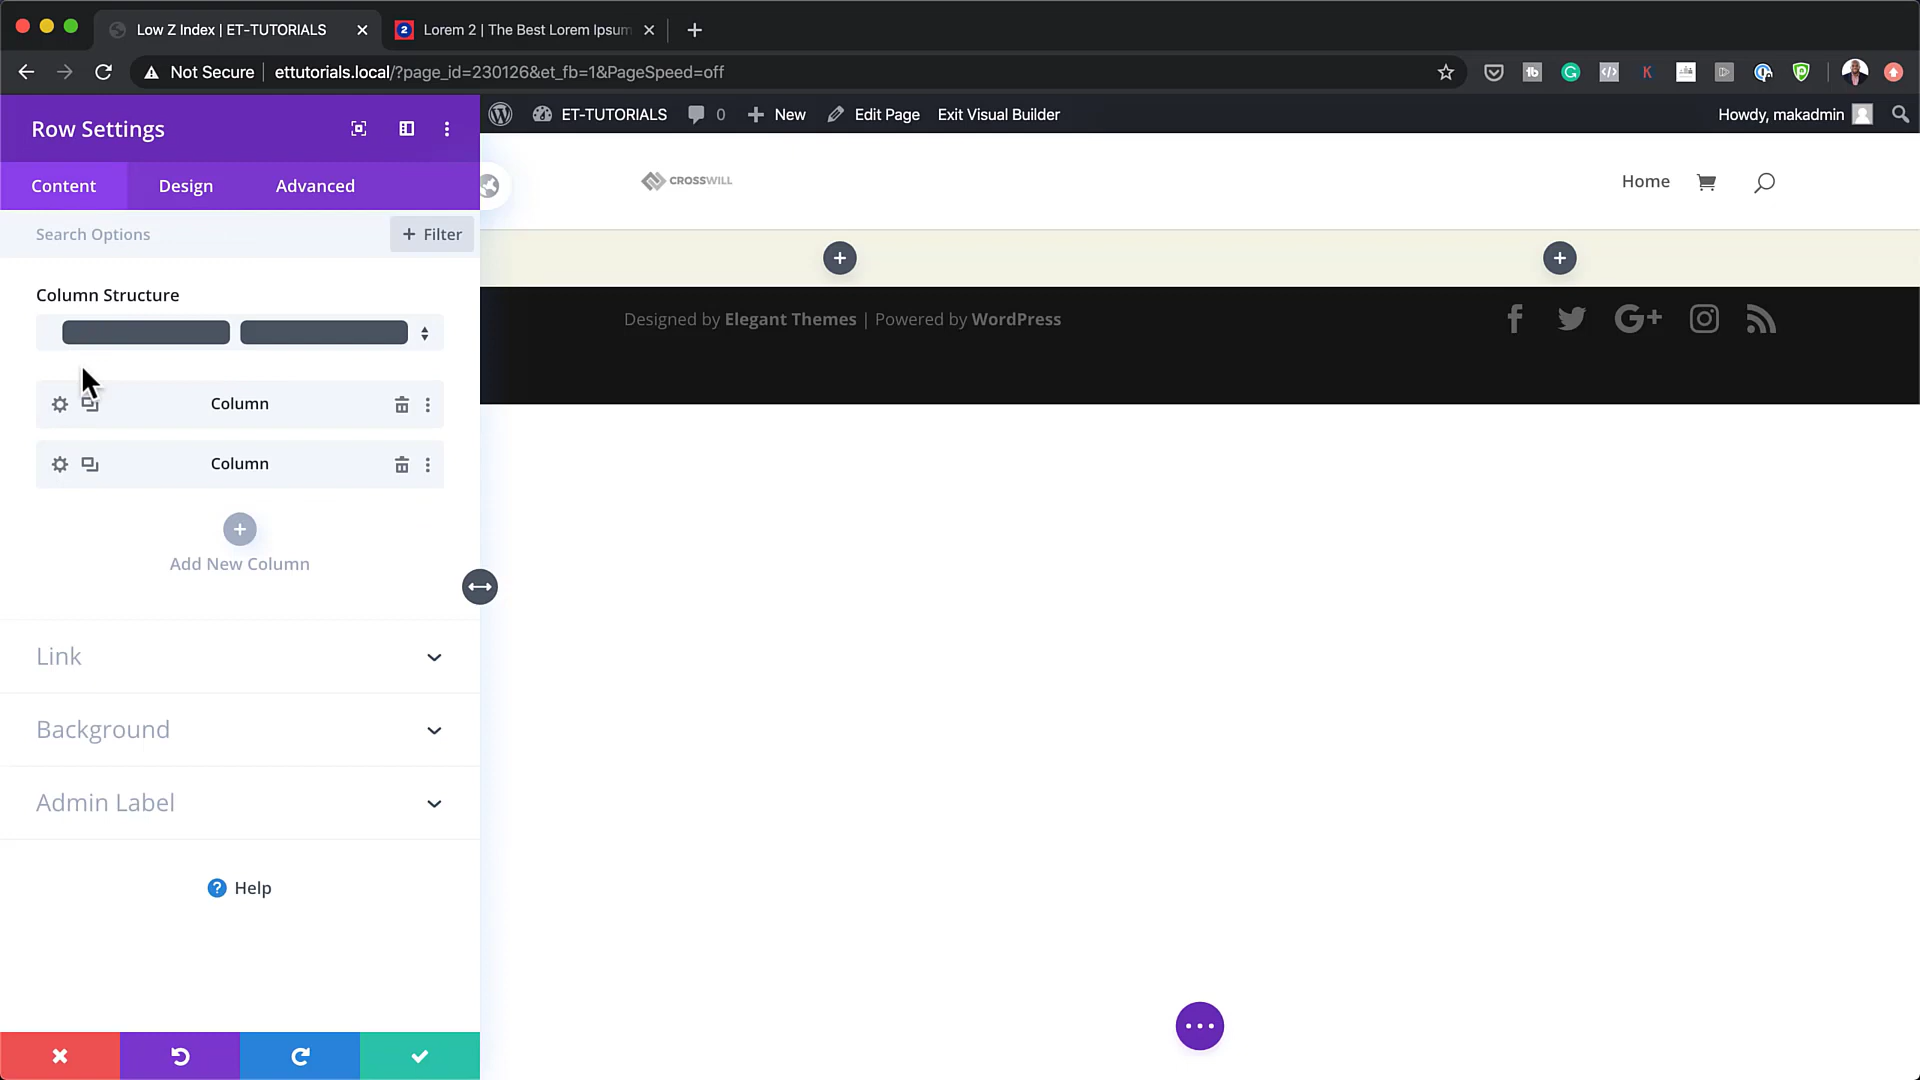 Low Z Index | ET-TUTORIALS
Lorem 2 | The Best Lorem Ipsum
Not Secure
ettutorials.local/?page_id=230126&et_fb=1&PageSpeed=off
Row Settings
ET-TUTORIALS
0
New
Edit Page
Exit Visual Builder
Howdy, makadmin
Content
Design
Advanced
CROSSWILL
Home
Search Options
+ Filter
Column Structure
Designed by Elegant Themes | Powered by WordPress
Column
Column
Add New Column
Link
Background
Admin Label
? Help